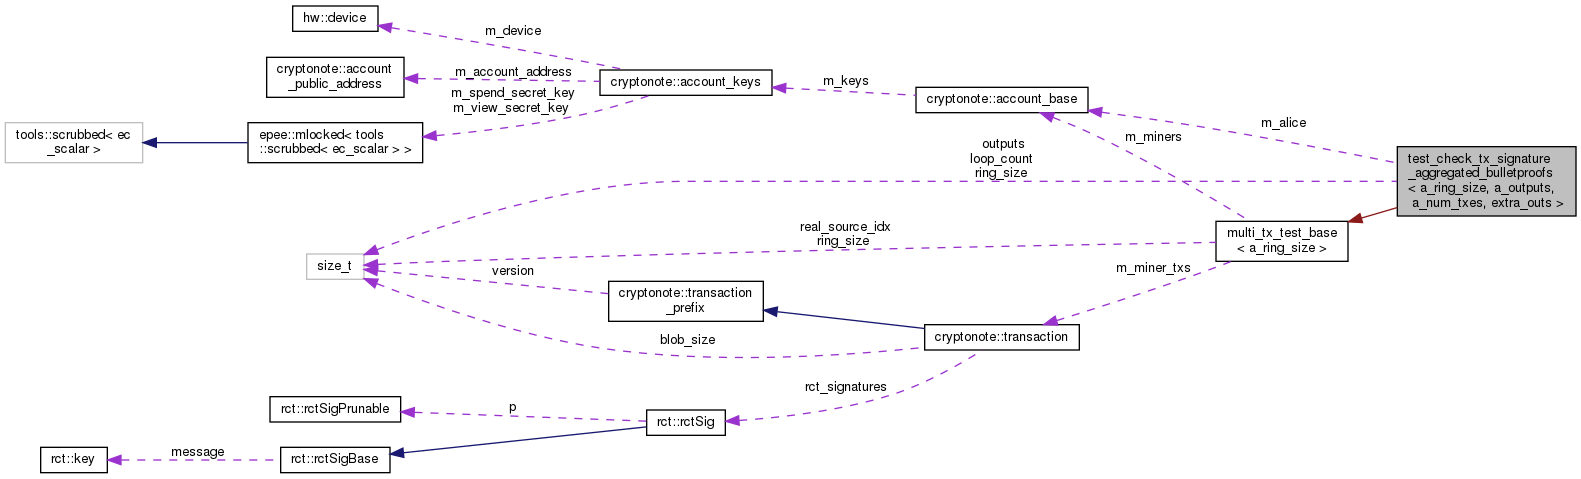 hw::device
m_device
cryptonote::account
_public_address
m_account_address
cryptonote::account_keys
m_keys
m_spend_secret_key
m_view_secret_key
cryptonote::account_base
tools::scrubbed< ec
_scalar >
epee::mlocked< tools
::scrubbed< ec_scalar > >
m_alice
m_miners
outputs
loop_count
ring_size
test_check_tx_signature
_aggregated_bulletproofs
< a_ring_size, a_outputs,
a_num_txes, extra_outs >
real_source_idx
ring_size
multi_tx_test_base
< a_ring_size >
size_t
version
m_miner_txs
cryptonote::transaction
_prefix
blob_size
cryptonote::transaction
rct_signatures
rct::rctSigPrunable
p
rct::rctSig
rct::key
message
rct::rctSigBase